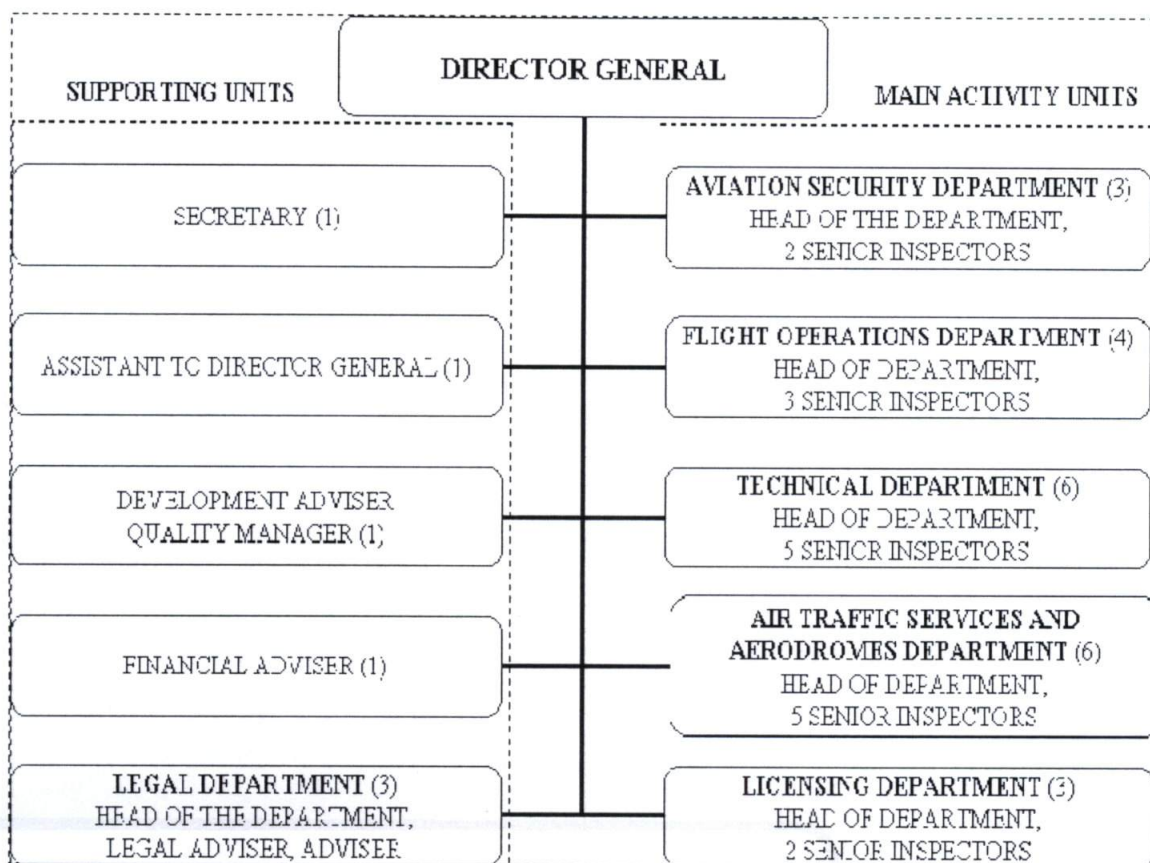 DIRECTOR GENERAL
SUPPORTING UNITS
MAIN ACTIVITY UNITS
SECRETARY (1)
AVIATION SECURITY DEPARTMENT (3)
HEAD OF THE DEPARTMENT,
2 SENIOR INSPECTORS
ASSISTANT TO DIRECTOR GENERAL (1)
FLIGHT OPERATIONS DEPARTMENT (4)
HEAD OF DEPARTMENT,
3 SENIOR INSPECTORS
DEVELOPMENT ADVISER
QUALITY MANAGER (1)
TECHNICAL DEPARTMENT (6)
HEAD OF DEPARTMENT,
5 SENIOR INSPECTORS
FINANCIAL ADVISER (1)
AIR TRAFFIC SERVICES AND
AERODROMES DEPARTMENT (6)
HEAD OF DEPARTMENT,
5 SENIOR INSPECTORS
LEGAL DEPARTMENT (3)
HEAD OF THE DEPARTMENT,
LEGAL ADVISER, ADVISER
LICENSING DEPARTMENT (3)
HEAD OF DEPARTMENT,
2 SENIOR INSPECTORS